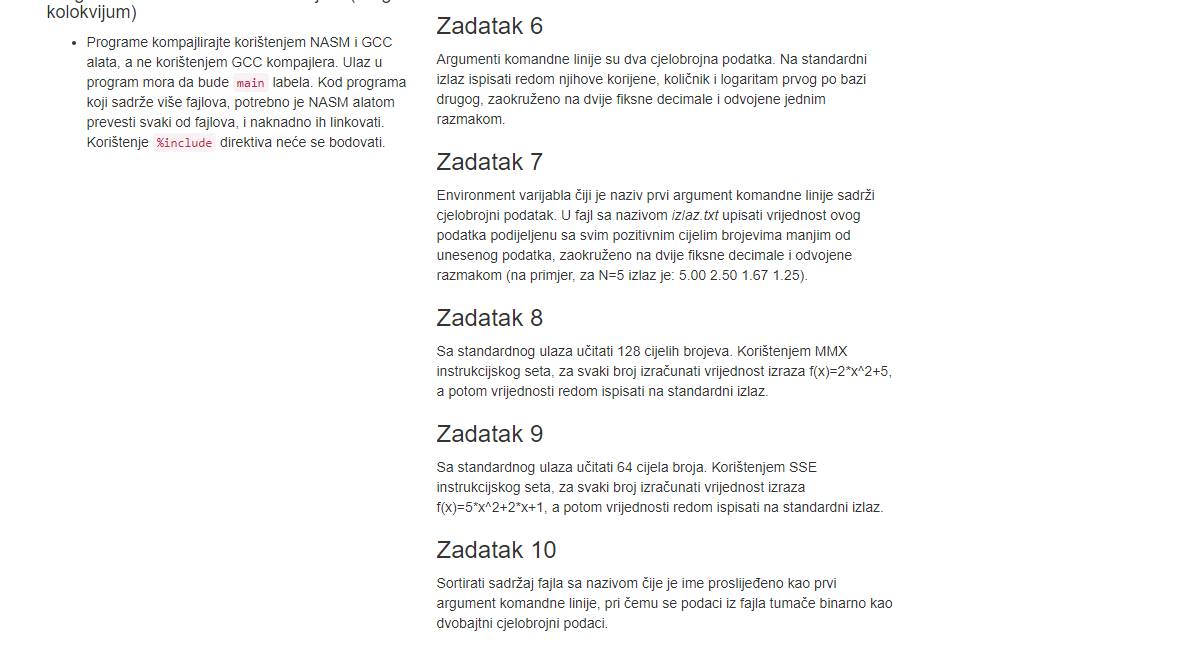 kolokvijum)
• Programe kompajlirajte korištenjem NASM i GCC
alata, a ne korištenjem GCC kompajlera. Ulaz u
program mora da bude main labela. Kod programa
koji sadrže više fajlova, potrebno je NASM alatom
prevesti svaki od fajlova, i naknadno ih linkovati.
Korištenje %include direktiva neće se bodovati.
Zadatak 6
Argumenti komandne linije su dva cjelobrojna podatka. Na standardni
izlaz ispisati redom njihove korijene, količnik i logaritam prvog po bazi
drugog, zaokruženo na dvije fiksne decimale i odvojene jednim
razmakom.
Zadatak 7
Environment varijabla čiji je naziv prvi argument komandne linije sadrži
cjelobrojni podatak. U fajl sa nazivom izlaz.txt upisati vrijednost ovog
podatka podijeljenu sa svim pozitivnim cijelim brojevima manjim od
unesenog podatka, zaokruženo na dvije fiksne decimale i odvojene
razmakom (na primjer, za N=5 izlaz je: 5.00 2.50 1.67 1.25).
Zadatak 8
Sa standardnog ulaza učitati 128 cijelih brojeva. Korištenjem MMX
instrukcijskog seta, za svaki broj izračunati vrijednost izraza f(x)=2*x^2+5,
a potom vrijednosti redom ispisati na standardni izlaz.
Zadatak 9
Sa standardnog ulaza učitati 64 cijela broja. Korištenjem SSE
instrukcijskog seta, za svaki broj izračunati vrijednost izraza
f(x)=5*x^2+2*x+1, a potom vrijednosti redom ispisati na standardni izlaz.
Zadatak 10
Sortirati sadržaj fajla sa nazivom čije je ime proslijeđeno kao prvi
argument komandne linije, pri čemu se podaci iz fajla tumače binarno kao
dvobajtni cjelobrojni podaci.